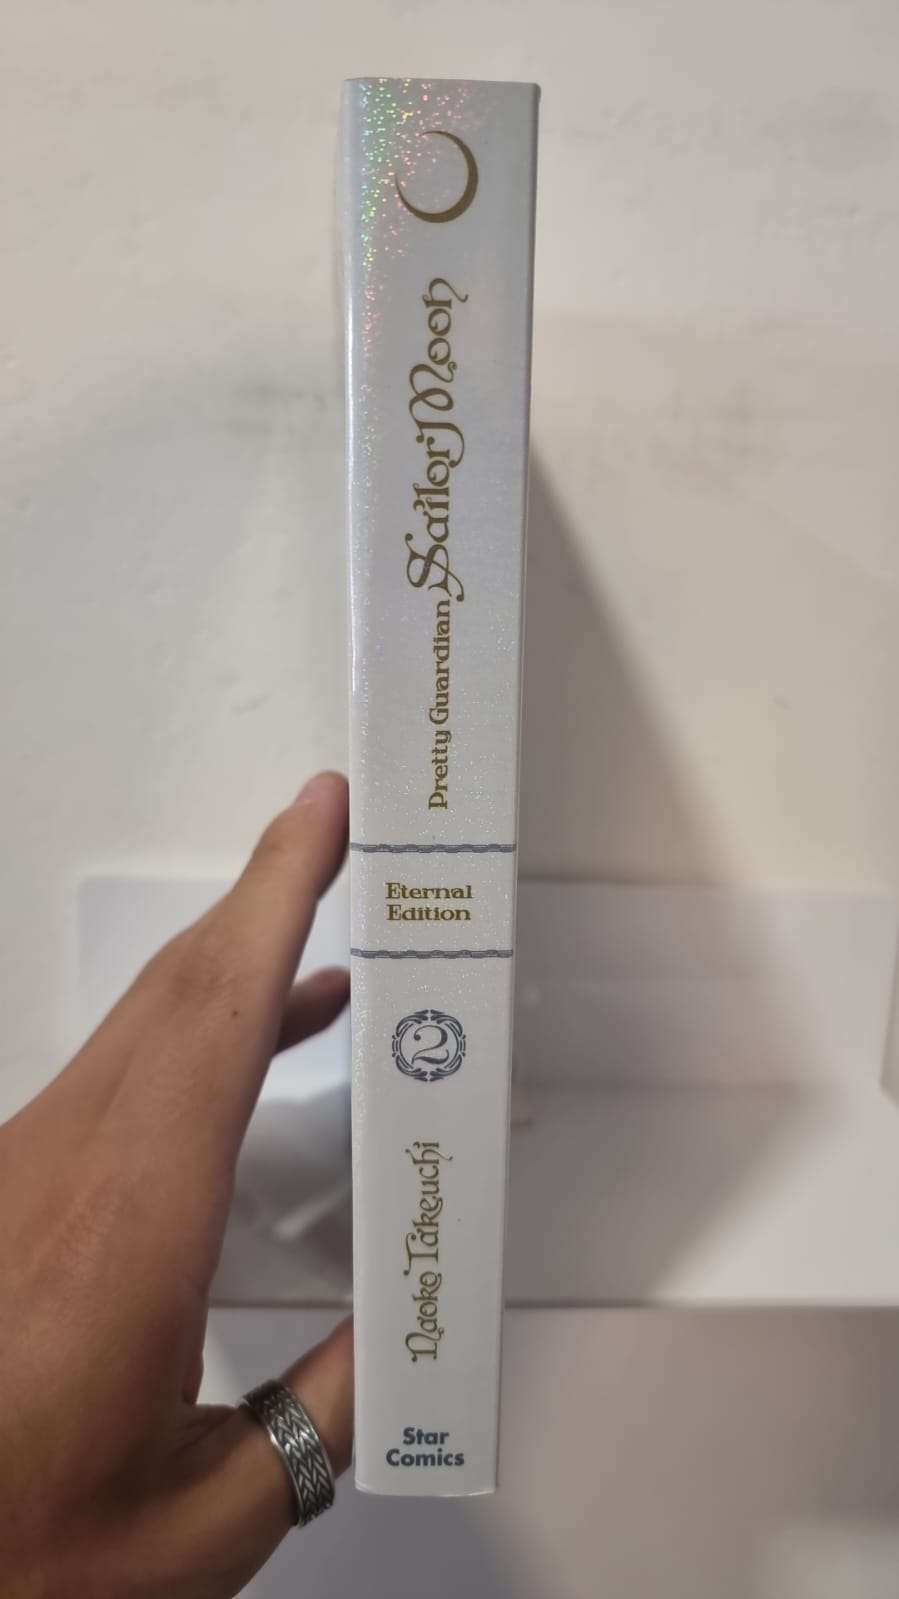 Pretty Guardian Sailor Moon
Eternal
Edition
2
Naoko Takeuchi
Star
Comics